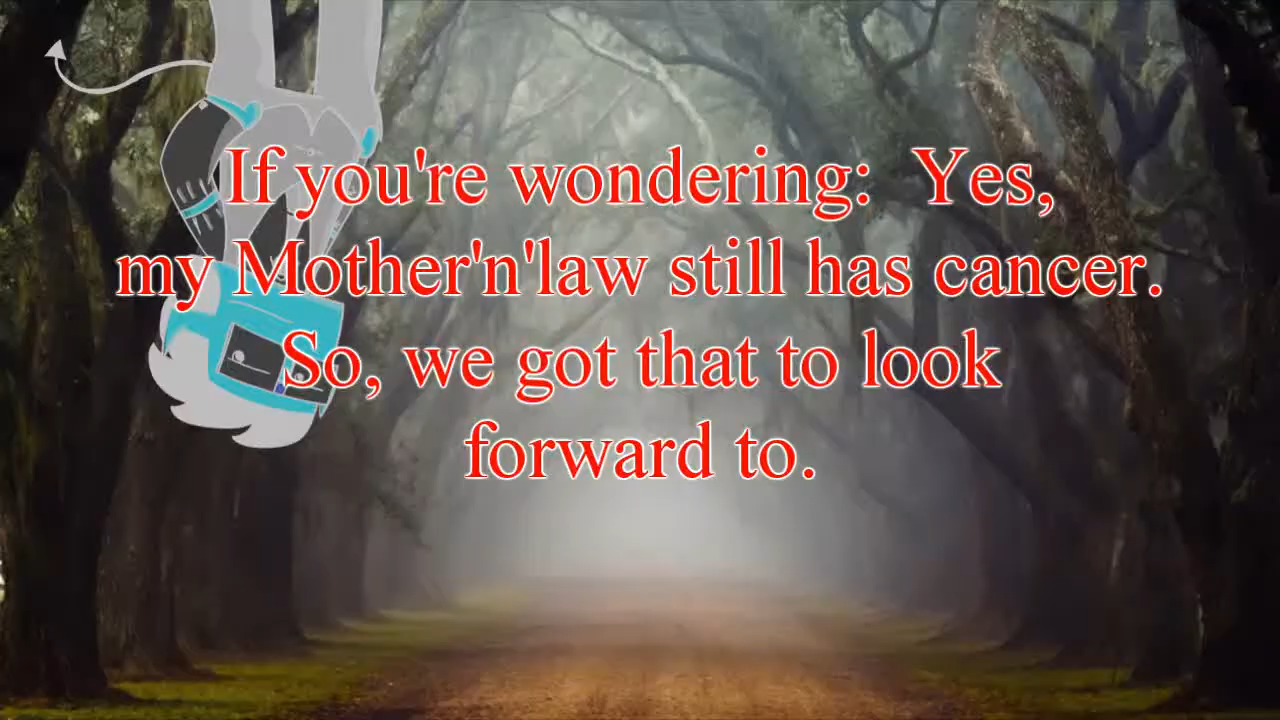 If you're wondering:  Yes,
my Mother'n'law still has cancer.
So, we got that to look
forward to.